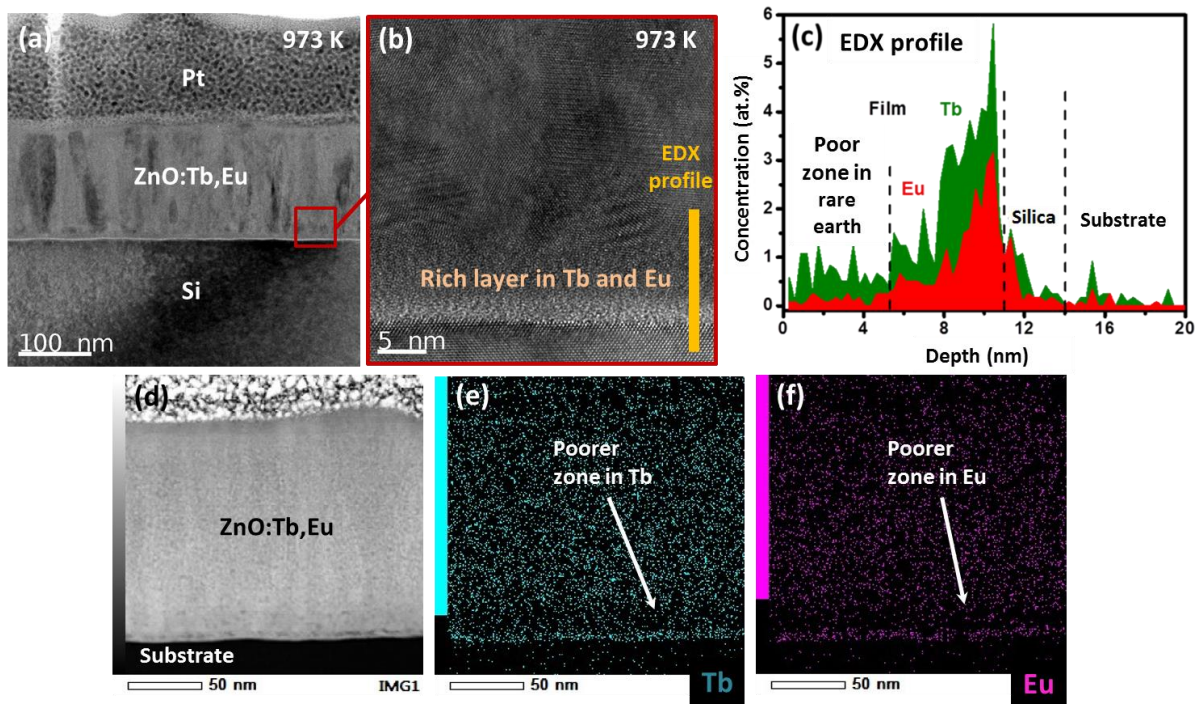 (a)
973 K
Pt
ZnO:Tb,Eu
Si
100 nm
(b)
973 K
EDX
profile
Rich layer in Tb and Eu
5 nm
(c)
EDX profile
Concentration (at.%)
6
5
4
3
2
1
0
Film
Tb
Poor
zone in
rare
earth
Eu
Silica
Substrate
0
4
8
12
16
20
Depth (nm)
(d)
ZnO:Tb,Eu
Substrate
50 nm
IMG1
(e)
Poorer
zone in Tb
50 nm
Tb
(f)
Poorer
zone in Eu
50 nm
Eu